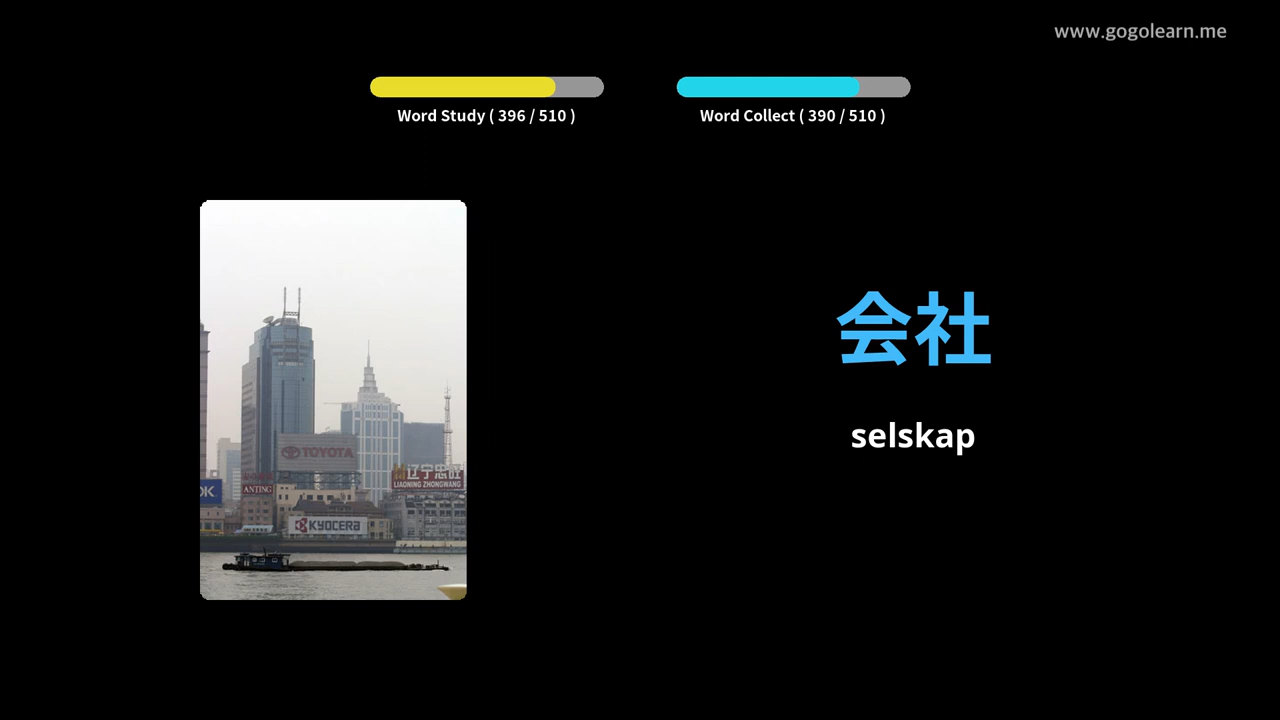 www.gogolearn.me
Word Study ( 396 / 510 )
Word Collect ( 390 / 510 )
会社
selskap
TOYOTA
辽宁忠旺
LIAONING ZHONGWANG
OK
ANTING
KYOCERA